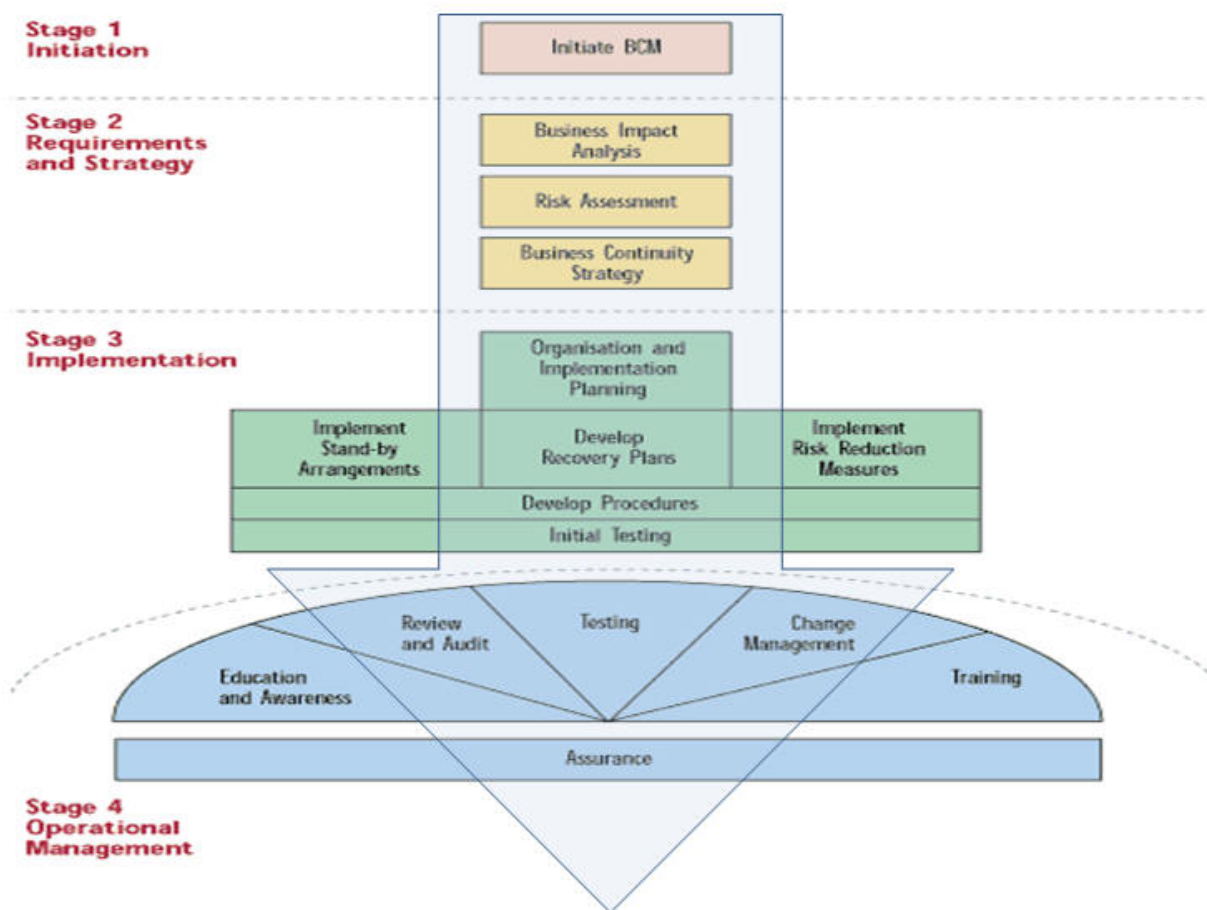 Stage 1
Initiation
Initiate BCM
Stage 2
Requirements
and Strategy
Business Impact
Analysis
Risk Assessment
Business Continuity
Strategy
Stage 3
Implementation
Organisation and
Implementation
Planning
Implement
Stand-by
Arrangements
Develop
Recovery Plans
Implement
Risk Reduction
Measures
Develop Procedures
Initial Testing
Education
and Awareness
Review
and Audit
Testing
Change
Management
Training
Assurance
Stage 4
Operational
Management